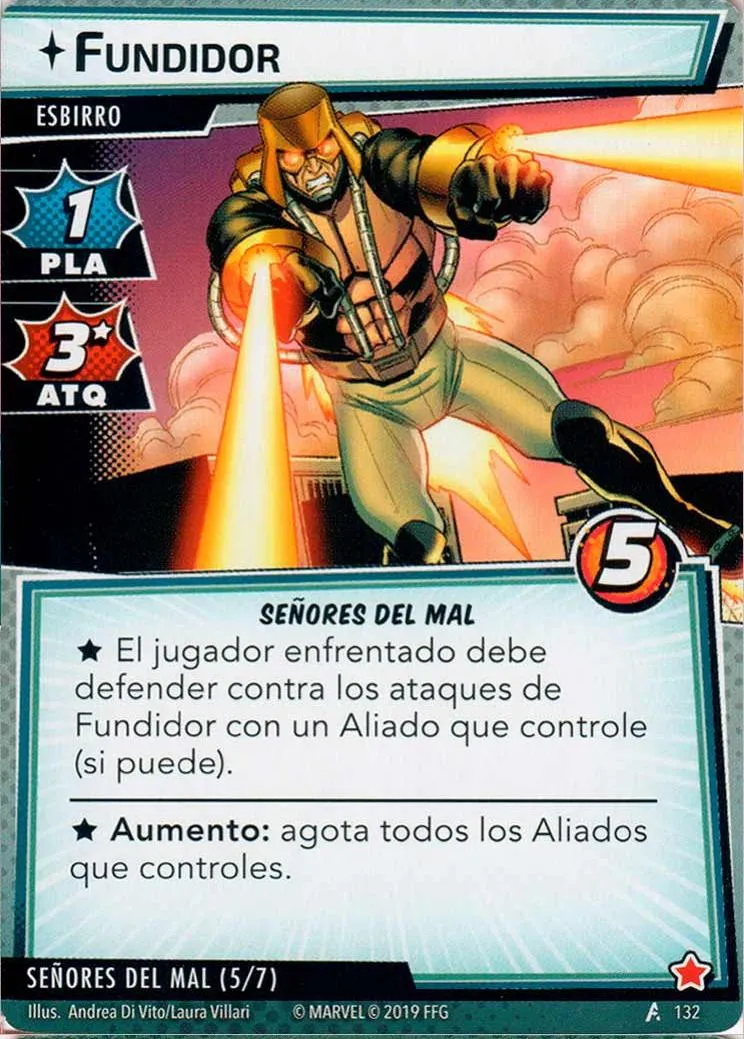 FUNDIDOR
ESBIRRO
1
PLA
3★
ATQ
5
SEÑORES DEL MAL
★ El jugador enfrentado debe
defender contra los ataques de
Fundidor con un Aliado que controle
(si puede).
★ Aumento: agota todos los Aliados
que controles.
SEÑORES DEL MAL (5/7)
Illus. Andrea Di Vito/Laura Villari © MARVEL © 2019 FFG 132